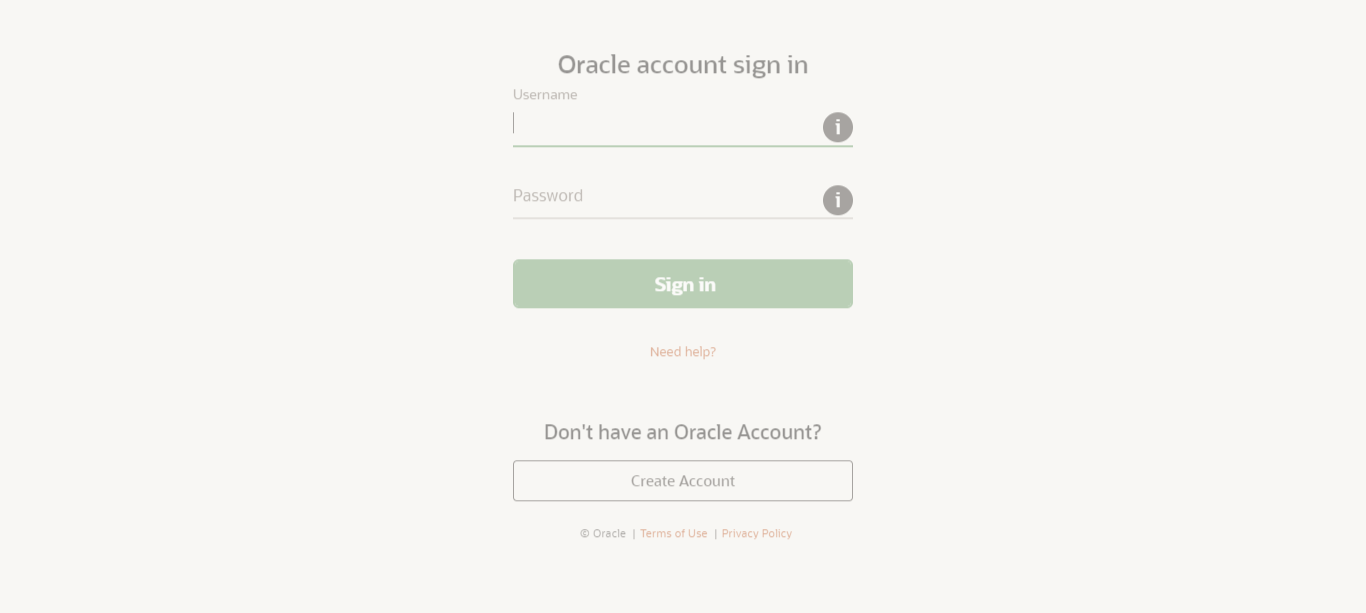 Oracle account sign in
Username
i
Password
i
Sign in
Need help?
Don't have an Oracle Account?
Create Account
© Oracle | Terms of Use | Privacy Policy